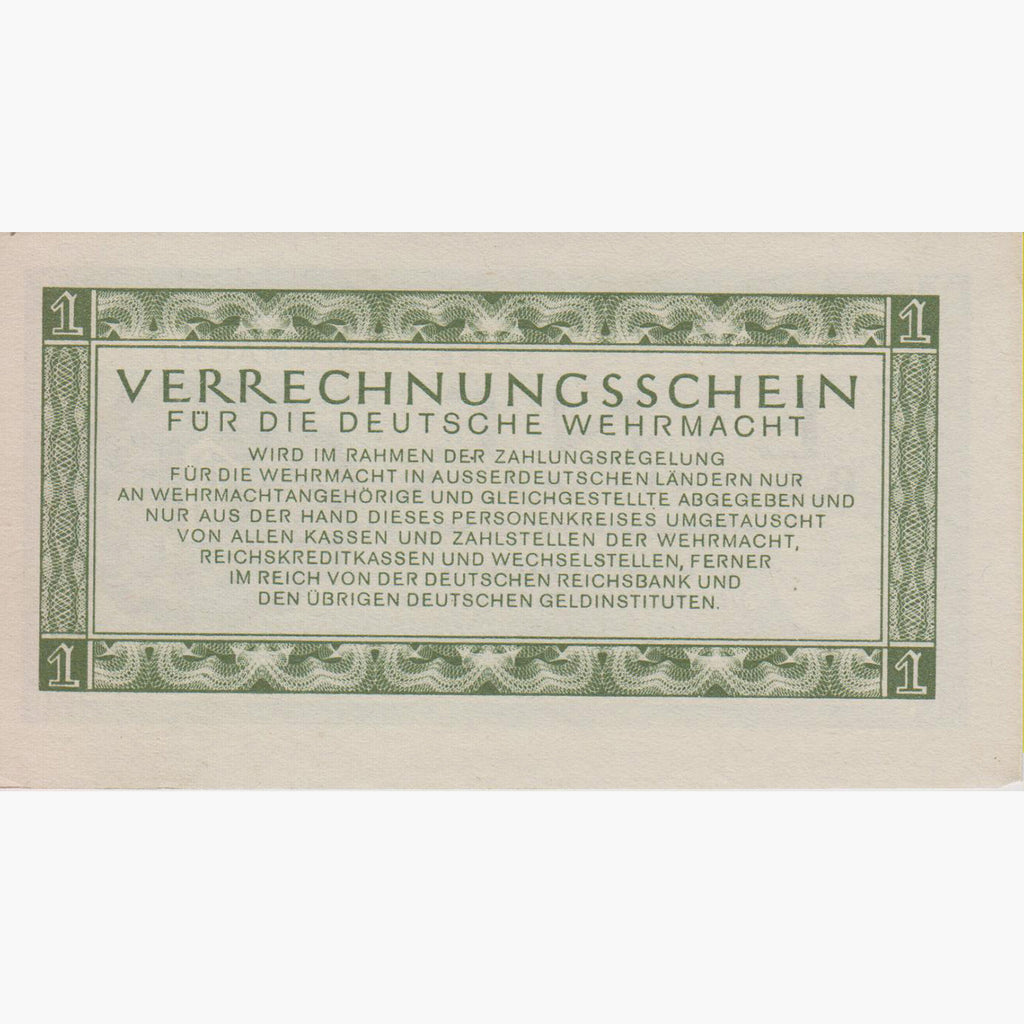 1 1
VERRECHNUNGSSCHEIN
FÜR DIE DEUTSCHE WEHRMACHT
WIRD IM RAHMEN DER ZAHLUNGSREGELUNG
FÜR DIE WEHRMACHT IN AUSSERDEUTSCHEN LÄNDERN NUR
AN WEHRMACHTANGEHÖRIGE UND GLEICHGESTELLTE ABGEGEBEN UND
NUR AUS DER HAND DIESES PERSONENKREISES UMGETAUSCHT
VON ALLEN KASSEN UND ZAHLSTELLEN DER WEHRMACHT,
REICHSKREDITKASSEN UND WECHSELSTELLEN, FERNER
IM REICH VON DER DEUTSCHEN REICHSBANK UND
DEN ÜBRIGEN DEUTSCHEN GELDINSTITUTEN.
1 1